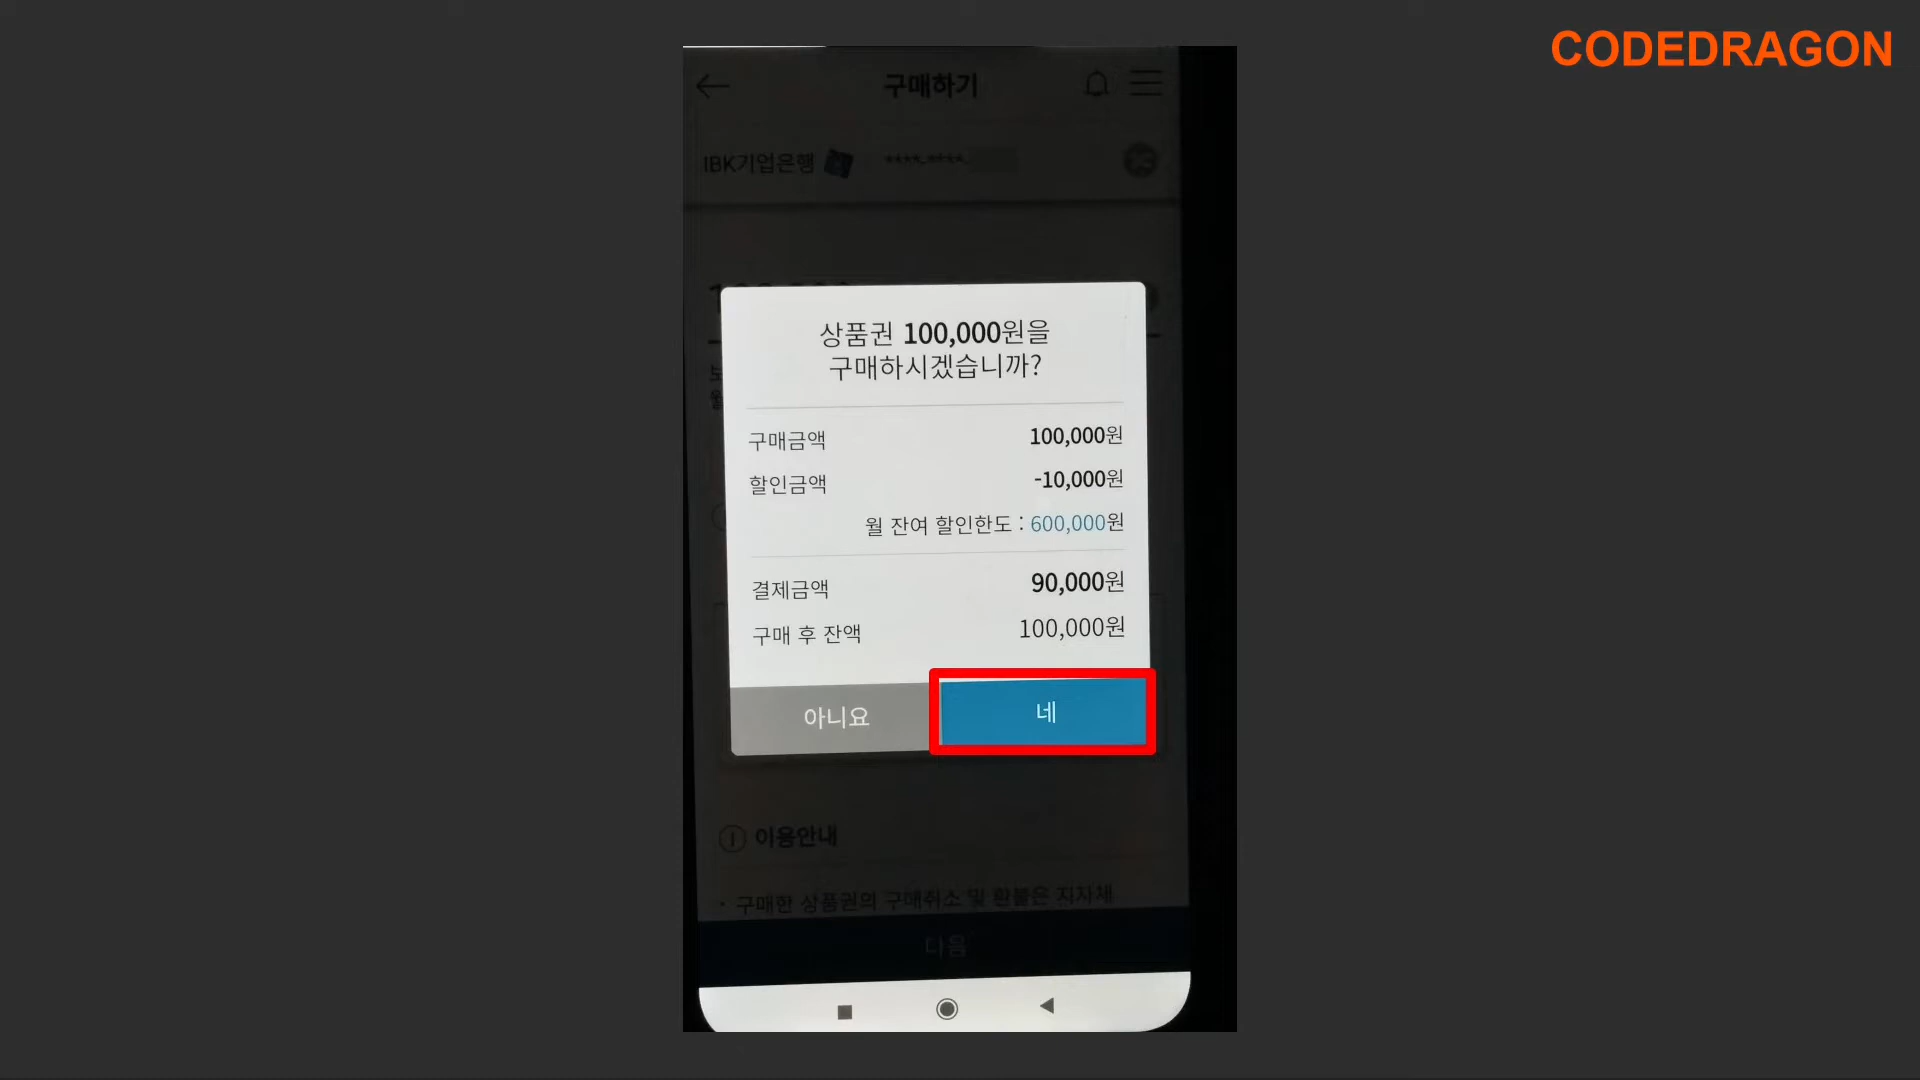 CODEDRAGON
구매하기
IBK기업은행 ****-****-
상품권 100,000원을
구매하시겠습니까?
구매금액 100,000원
할인금액 -10,000원
월 잔여 할인한도 : 600,000원
결제금액 90,000원
구매 후 잔액 100,000원
아니요 네
이용안내
· 구매한 상품권의 구매취소 및 환불은 지자체
다음